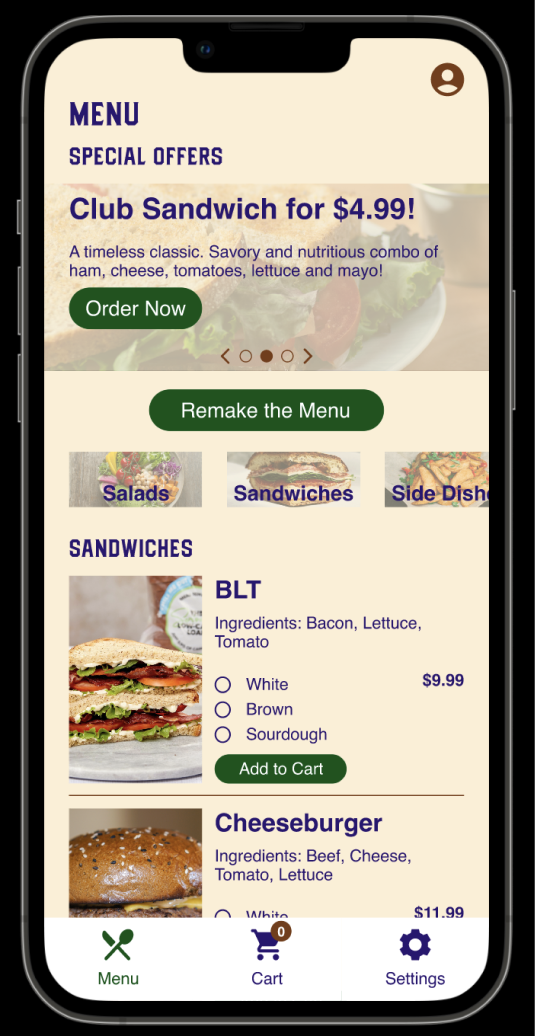 MENU
SPECIAL OFFERS
Club Sandwich for $4.99!
A timeless classic. Savory and nutritious combo of
ham, cheese, tomatoes, lettuce and mayo!
Order Now
Remake the Menu
Salads
Sandwiches
Side Dishe
SANDWICHES
BLT
Ingredients: Bacon, Lettuce,
Tomato
White
$9.99
Brown
Sourdough
Add to Cart
Cheeseburger
Ingredients: Beef, Cheese,
Tomato, Lettuce
White
$11.99
0
Menu
Cart
Settings